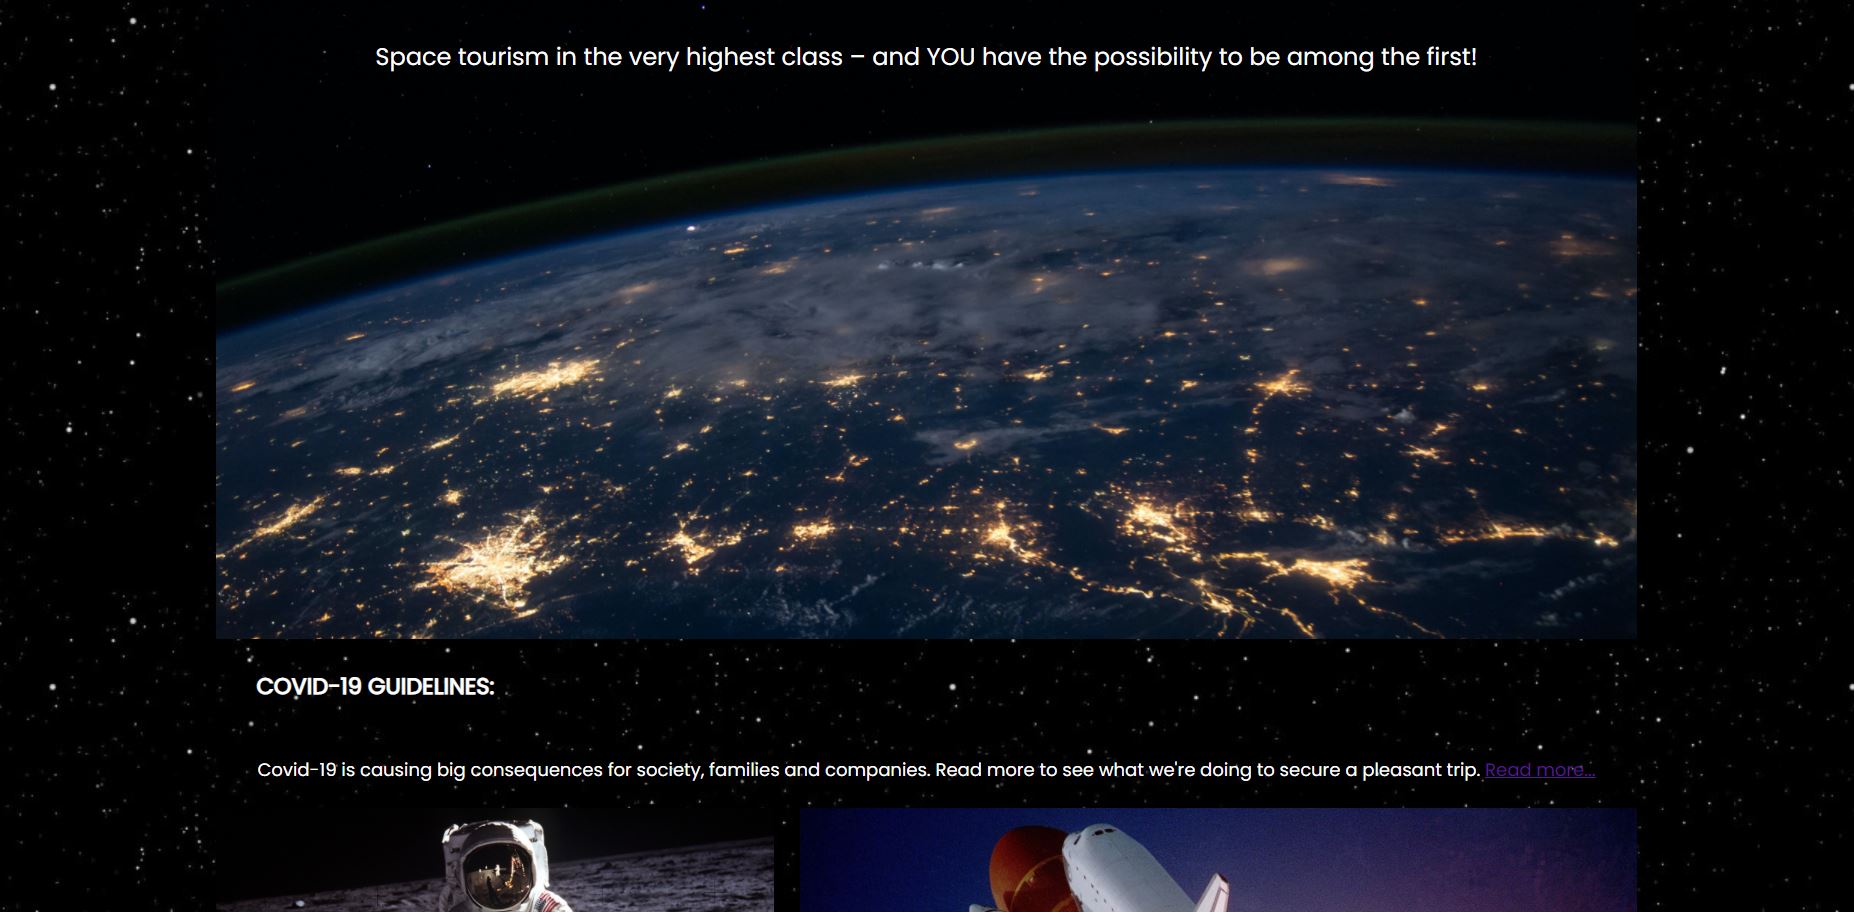 Space tourism in the very highest class – and YOU have the possibility to be among the first!
COVID-19 GUIDELINES:
Covid-19 is causing big consequences for society, families and companies. Read more to see what we're doing to secure a pleasant trip. Read more...